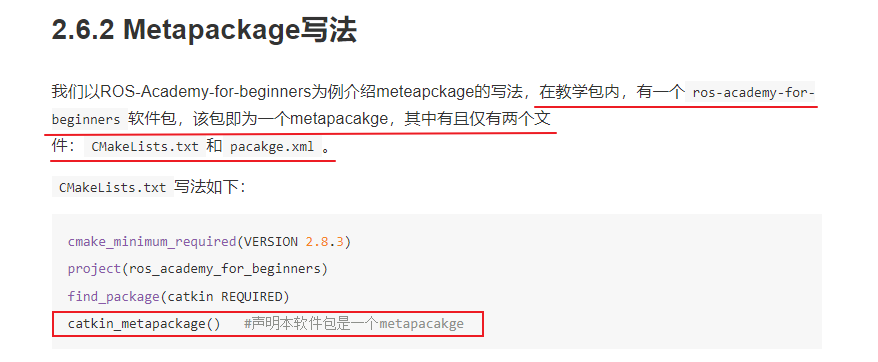 2.6.2 Metapackage写法
我们以ROS-Academy-for-beginners为例介绍meteapckage的写法，在教学包内，有一个 ros-academy-for-
beginners 软件包，该包即为一个metapacakge，其中有且仅有两个文
件： CMakeLists.txt 和 pacakge.xml 。
CMakeLists.txt 写法如下：
cmake_minimum_required(VERSION 2.8.3)
project(ros_academy_for_beginners)
find_package(catkin REQUIRED)
catkin_metapackage()   #声明本软件包是一个metapacakge